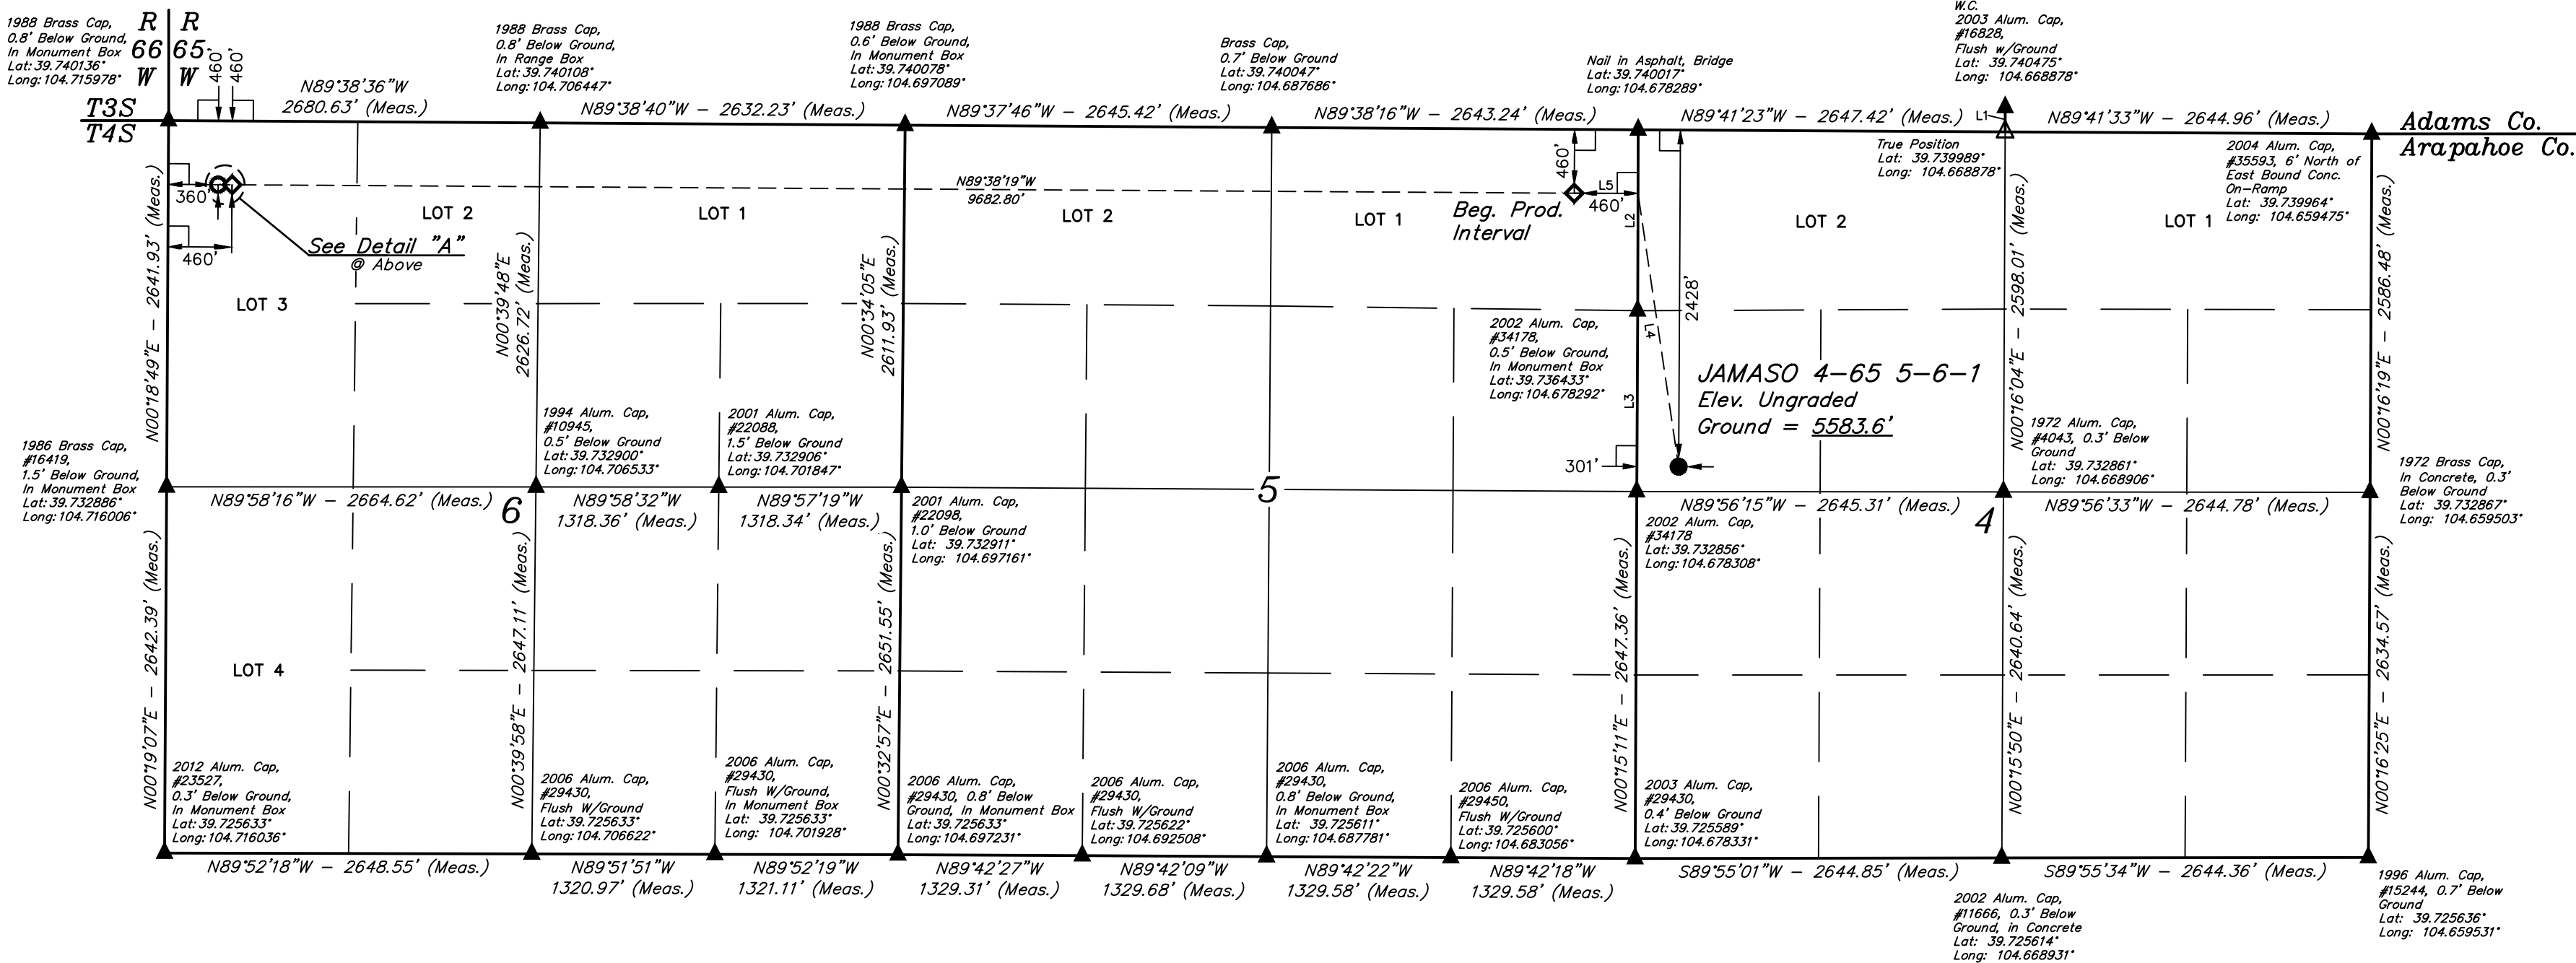 1988 Brass Cap,
0.8' Below Ground,
In Monument Box
Lat:39.740136°
Long:104.715978°
R R
66 65
W W
T3S
T4S
460'
460'
N89°38'36"W
2680.63' (Meas.)
1988 Brass Cap,
0.8' Below Ground,
In Range Box
Lat:39.740108°
Long:104.706447°
N89°38'40"W – 2632.23' (Meas.)
1988 Brass Cap,
0.6' Below Ground,
In Monument Box
Lat:39.740078°
Long:104.697089°
N89°37'46"W – 2645.42' (Meas.)
Brass Cap,
0.7' Below Ground
Lat:39.740047°
Long:104.687686°
N89°38'16"W – 2643.24' (Meas.)
Nail in Asphalt, Bridge
Lat:39.740017°
Long:104.678289°
N89°41'23"W – 2647.42' (Meas.)
W.C.
2003 Alum. Cap,
#16828,
Flush w/Ground
Lat: 39.740475°
Long: 104.668878°
L1
N89°41'33"W – 2644.96' (Meas.)
Adams Co.
Arapahoe Co.
True Position
Lat: 39.739989°
Long: 104.668878°
2004 Alum. Cap,
#35593, 6' North of
East Bound Conc.
On-Ramp
Lat: 39.739964°
Long: 104.659475°
360'
460'
See Detail "A"
@ Above
N89°38'19"W
9682.80'
460'
L5
460'
Beg. Prod.
Interval
LOT 2
LOT 1
LOT 2
LOT 1
LOT 2
LOT 1
LOT 3
LOT 4
N00°18'49"E – 2641.93' (Meas.)
N00°39'48"E
2626.72' (Meas.)
N00°34'05"E
2611.93' (Meas.)
L2
L3
L4
2428'
N00°16'04"E – 2598.01' (Meas.)
N00°16'19"E – 2586.48' (Meas.)
2002 Alum. Cap,
#34178,
0.5' Below Ground,
In Monument Box
Lat:39.736433°
Long:104.678292°
JAMASO 4-65 5-6-1
Elev. Ungraded
Ground = 5583.6'
301'
1986 Brass Cap,
#16419,
1.5' Below Ground,
In Monument Box
Lat:39.732886°
Long:104.716006°
1994 Alum. Cap,
#10945,
0.5' Below Ground
Lat:39.732900°
Long:104.706533°
2001 Alum. Cap,
#22088,
1.5' Below Ground
Lat:39.732906°
Long:104.701847°
1972 Alum. Cap,
#4043, 0.3' Below
Ground
Lat: 39.732861°
Long: 104.668906°
1972 Brass Cap,
In Concrete, 0.3'
Below Ground
Lat: 39.732867°
Long: 104.659503°
N89°58'16"W – 2664.62' (Meas.)
6
N89°58'32"W
1318.36' (Meas.)
N89°57'19"W
1318.34' (Meas.)
2001 Alum. Cap,
#22098,
1.0' Below Ground
Lat: 39.732911°
Long: 104.697161°
5
2002 Alum. Cap,
#34178
Lat:39.732856°
Long:104.678308°
N89°56'15"W – 2645.31' (Meas.)
4
N89°56'33"W – 2644.78' (Meas.)
N00°19'07"E – 2642.39' (Meas.)
N00°39'58"E – 2647.11' (Meas.)
N00°32'57"E – 2651.55' (Meas.)
N00°15'11"E – 2647.36' (Meas.)
N00°15'50"E – 2640.64' (Meas.)
N00°16'25"E – 2634.57' (Meas.)
2012 Alum. Cap,
#23527,
0.3' Below Ground,
In Monument Box
Lat:39.725633°
Long:104.716036°
2006 Alum. Cap,
#29430,
Flush W/Ground
Lat:39.725633°
Long:104.706622°
2006 Alum. Cap,
#29430,
Flush W/Ground,
In Monument Box
Lat: 39.725633°
Long: 104.701928°
2006 Alum. Cap,
#29430, 0.8' Below
Ground, In Monument Box
Lat:39.725633°
Long:104.697231°
2006 Alum. Cap,
#29430,
Flush W/Ground
Lat:39.725622°
Long:104.692508°
2006 Alum. Cap,
#29430,
0.8' Below Ground,
In Monument Box
Lat: 39.725611°
Long:104.687781°
2006 Alum. Cap,
#29450,
Flush W/Ground
Lat:39.725600°
Long:104.683056°
2003 Alum. Cap,
#29430,
0.4' Below Ground
Lat:39.725589°
Long:104.678331°
N89°52'18"W – 2648.55' (Meas.)
N89°51'51"W
1320.97' (Meas.)
N89°52'19"W
1321.11' (Meas.)
N89°42'27"W
1329.31' (Meas.)
N89°42'09"W
1329.68' (Meas.)
N89°42'22"W
1329.58' (Meas.)
N89°42'18"W
1329.58' (Meas.)
S89°55'01"W – 2644.85' (Meas.)
S89°55'34"W – 2644.36' (Meas.)
2002 Alum. Cap,
#11666, 0.3' Below
Ground, in Concrete
Lat: 39.725614°
Long: 104.668931°
1996 Alum. Cap,
#15244, 0.7' Below
Ground
Lat: 39.725636°
Long: 104.659531°